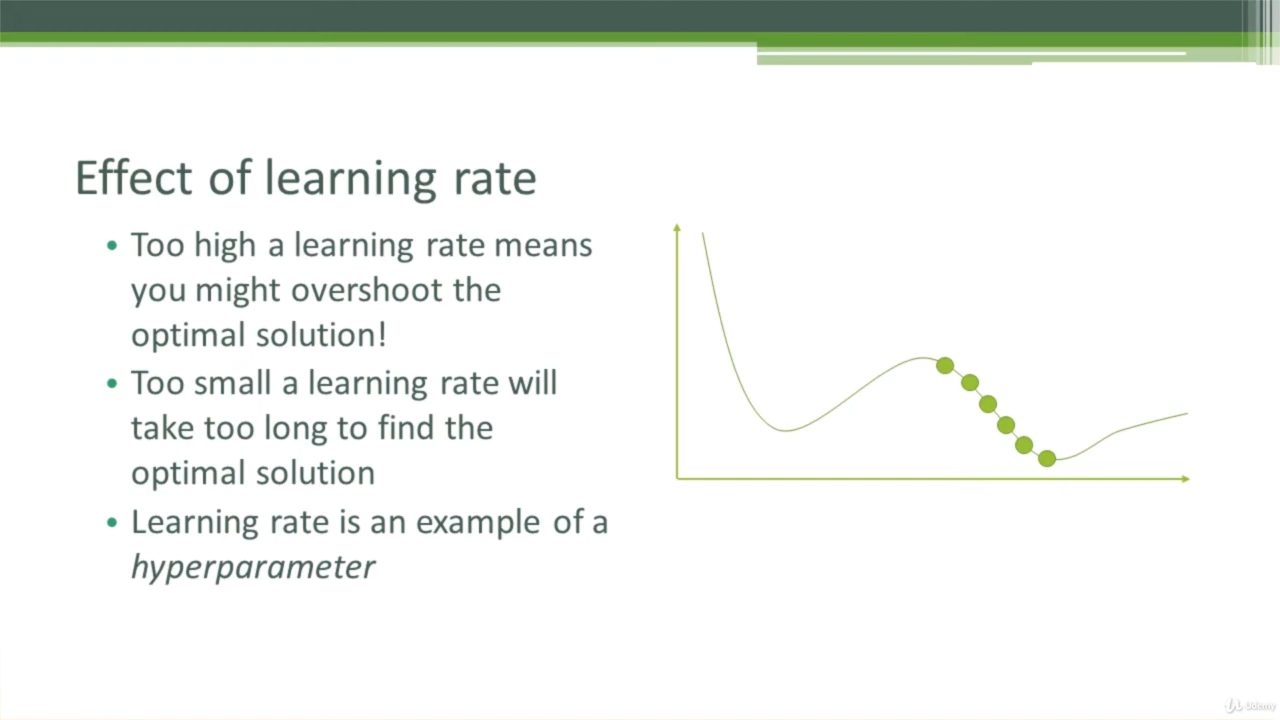 Effect of learning rate
• Too high a learning rate means
you might overshoot the
optimal solution!
• Too small a learning rate will
take too long to find the
optimal solution
• Learning rate is an example of a
hyperparameter
Udemy